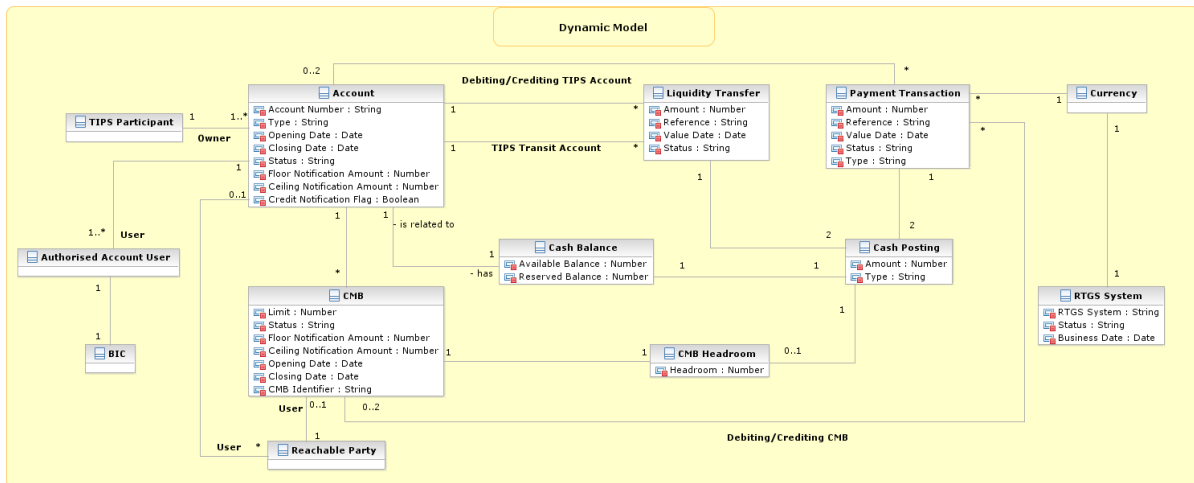 Dynamic Model
0..2
*
Debiting/Crediting TIPS Account
Account
Account Number : String
Type : String
Opening Date : Date
Closing Date : Date
Status : String
Floor Notification Amount : Number
Ceiling Notification Amount : Number
Credit Notification Flag : Boolean
Liquidity Transfer
Amount : Number
Reference : String
Value Date : Date
Status : String
Payment Transaction
Amount : Number
Reference : String
Value Date : Date
Status : String
Type : String
Currency
TIPS Participant
1
1..*
Owner
1
*
1
TIPS Transit Account
*
*
1
*
1
1
0..1
1..*
User
1
1
- is related to
1
- has
1
2
1
2
Authorised Account User
Cash Balance
Available Balance : Number
Reserved Balance : Number
1
1
Cash Posting
Amount : Number
Type : String
1
1
BIC
*
CMB
Limit : Number
Status : String
Floor Notification Amount : Number
Ceiling Notification Amount : Number
Opening Date : Date
Closing Date : Date
CMB Identifier : String
1
RTGS System
RTGS System : String
Status : String
Business Date : Date
1
1
1
0..1
CMB Headroom
Headroom : Number
User
0..1
0..2
1
User
*
Debiting/Crediting CMB
Reachable Party